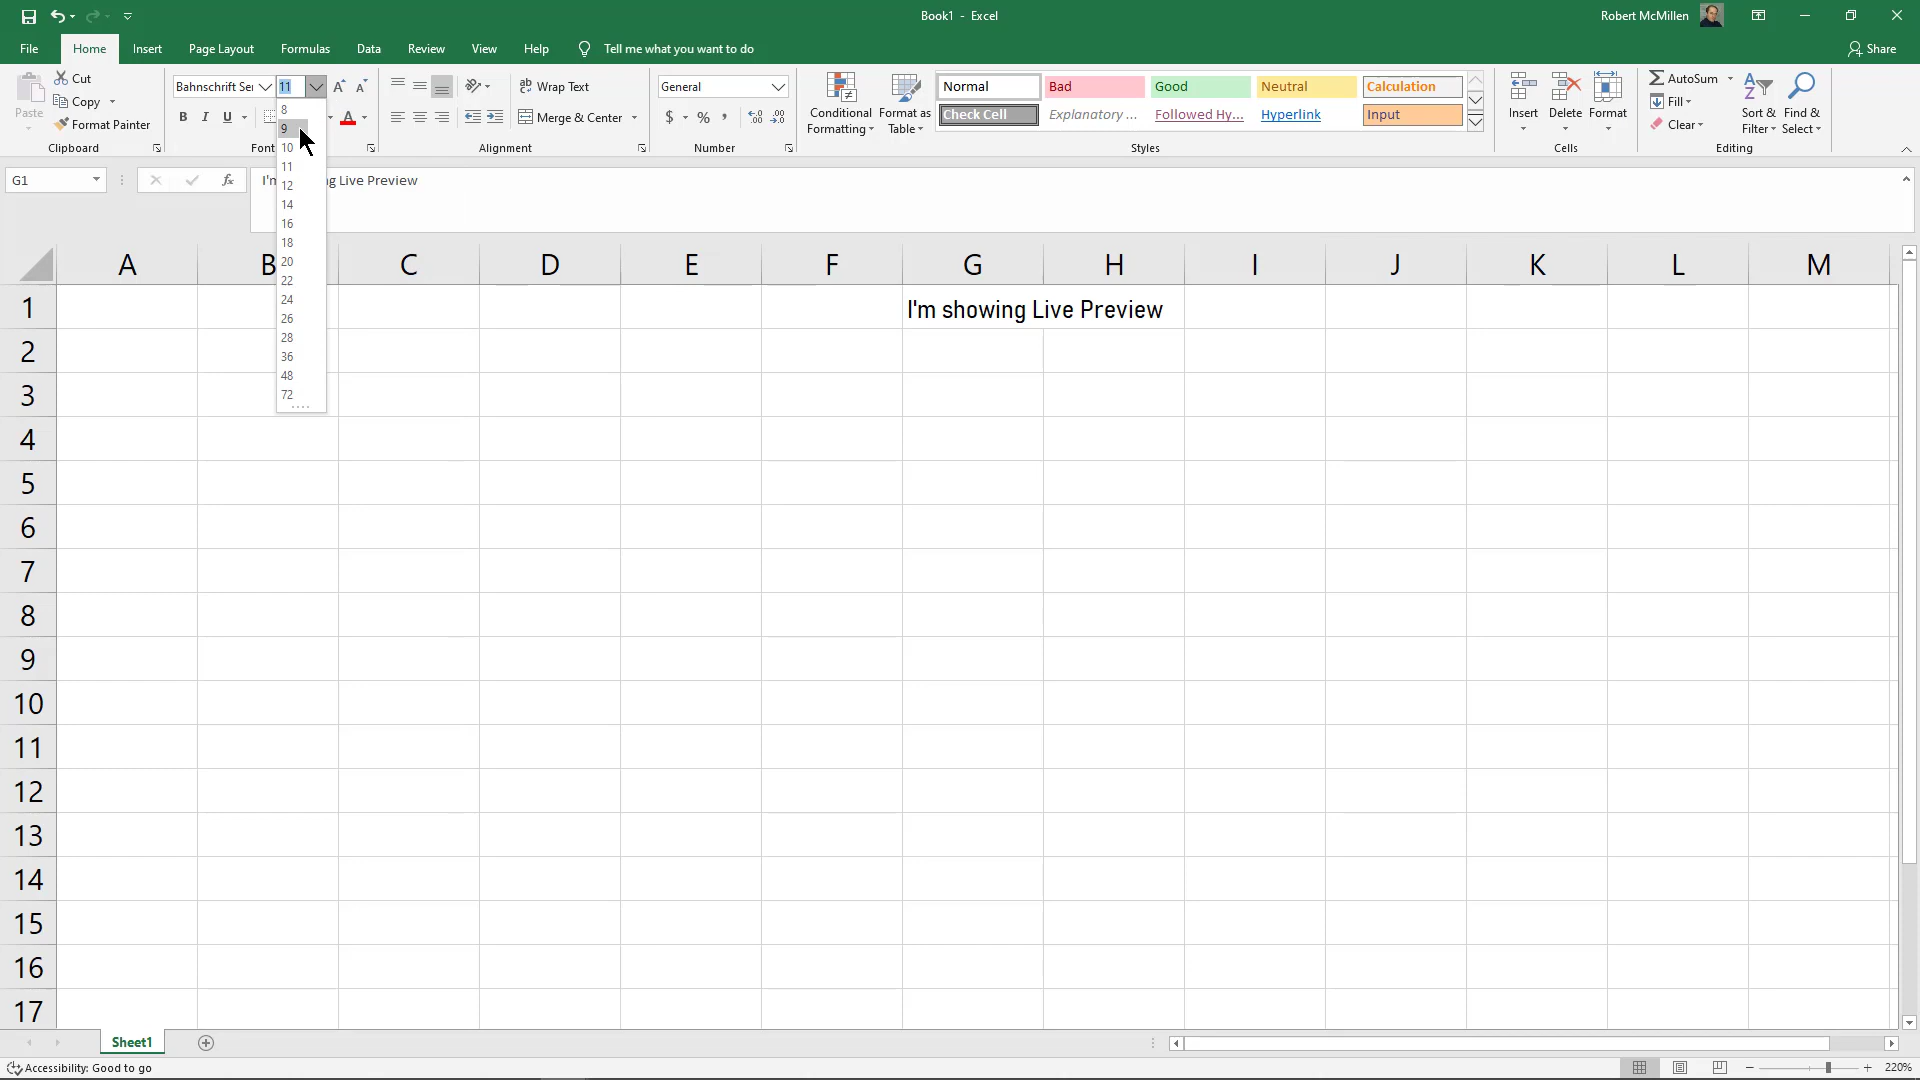 Book1 - Excel
Robert McMillen
File
Home
Insert
Page Layout
Formulas
Data
Review
View
Help
Tell me what you want to do
Share
Paste
Cut
Copy
Format Painter
Clipboard
Bahnschrift Se
11
8
9
10
11
12
14
16
18
20
22
24
26
28
36
48
72
B I U
Font
Wrap Text
Merge & Center
Alignment
General
$ % ,
Number
Conditional
Formatting
Format as
Table
Normal
Bad
Good
Neutral
Calculation
Check Cell
Explanatory ...
Followed Hy...
Hyperlink
Input
Styles
Insert
Delete
Format
Cells
AutoSum
Fill
Clear
Sort &
Filter
Find &
Select
Editing
G1
fx
I'm
g Live Preview
A B C D E F G H I J K L M
1
I'm showing Live Preview
2
3
4
5
6
7
8
9
10
11
12
13
14
15
16
17
Sheet1
Accessibility: Good to go
220%